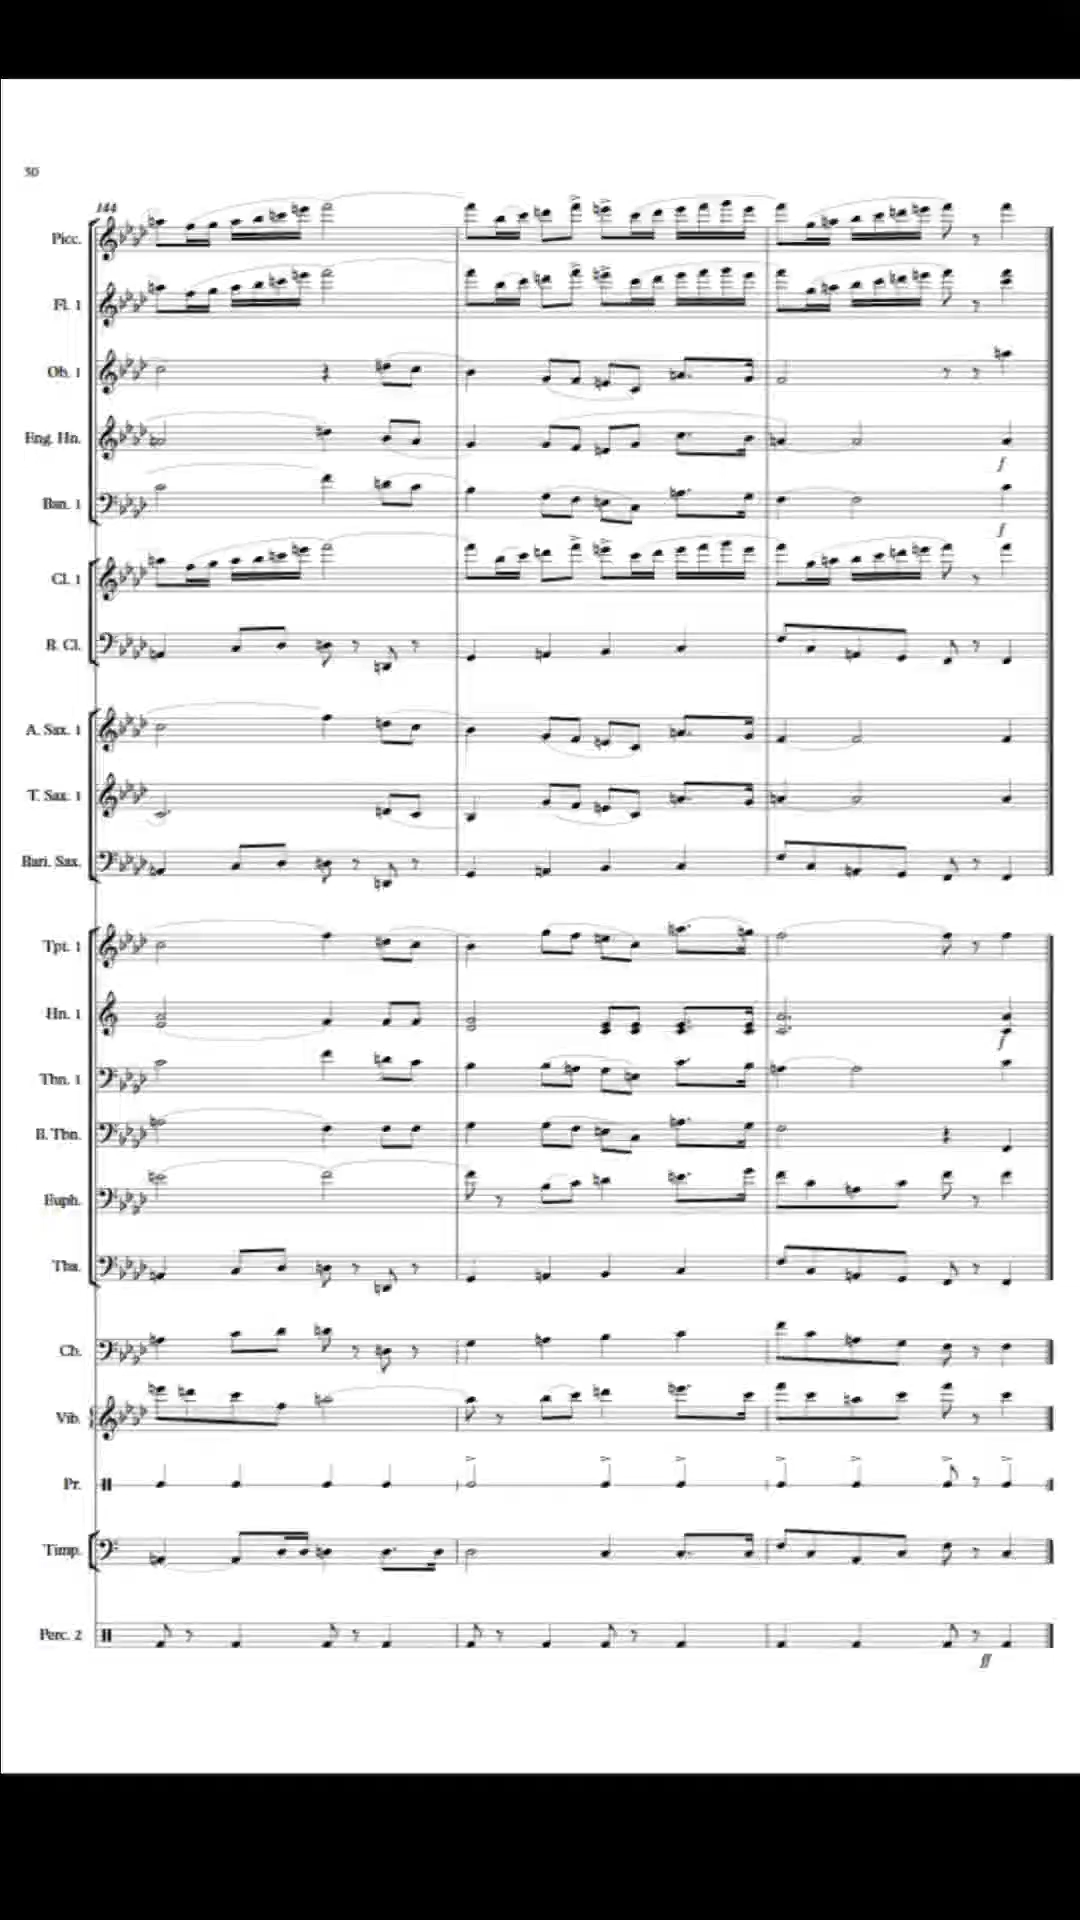 30
144
Picc.
Fl. 1
Ob. 1
Eng. Hn.
f
Bsn. 1
f
Cl. 1
B. Cl.
A. Sax. 1
T. Sax. 1
Bari. Sax.
Tpt. 1
Hn. 1
f
Tbn. 1
B. Tbn.
Euph.
Tba.
Cb.
Vib.
Pr.
Timp.
Perc. 2
ff